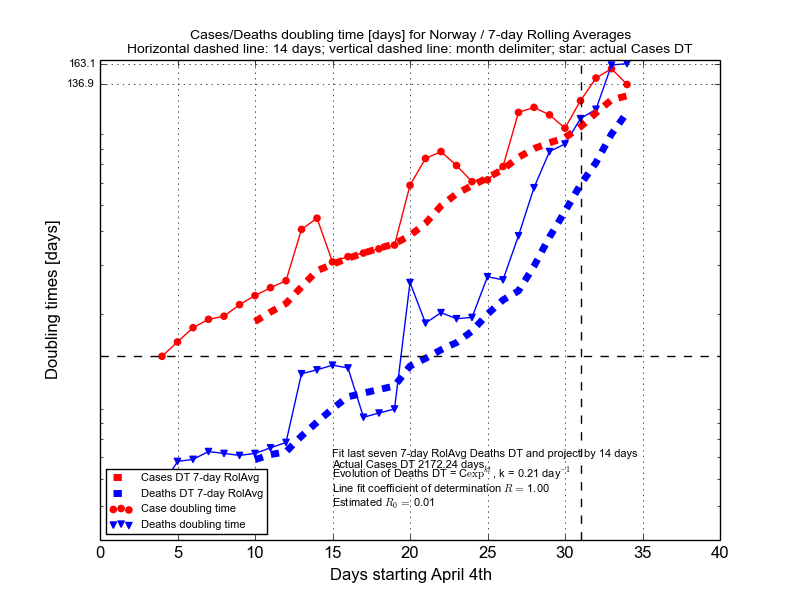 Cases/Deaths doubling time [days] for Norway / 7-day Rolling Averages
Horizontal dashed line: 14 days; vertical dashed line: month delimiter; star: actual Cases DT
163.1
136.9
Doubling times [days]
Fit last seven 7-day RolAvg Deaths DT and project by 14 days
Actual Cases DT 2172.24 days
Evolution of Deaths DT = Cexp^kt, k = 0.21 day^−1
Line fit coefficient of determination R = 1.00
Estimated R_0 = 0.01
Cases DT 7-day RolAvg
Deaths DT 7-day RolAvg
Case doubling time
Deaths doubling time
0 5 10 15 20 25 30 35 40
Days starting April 4th